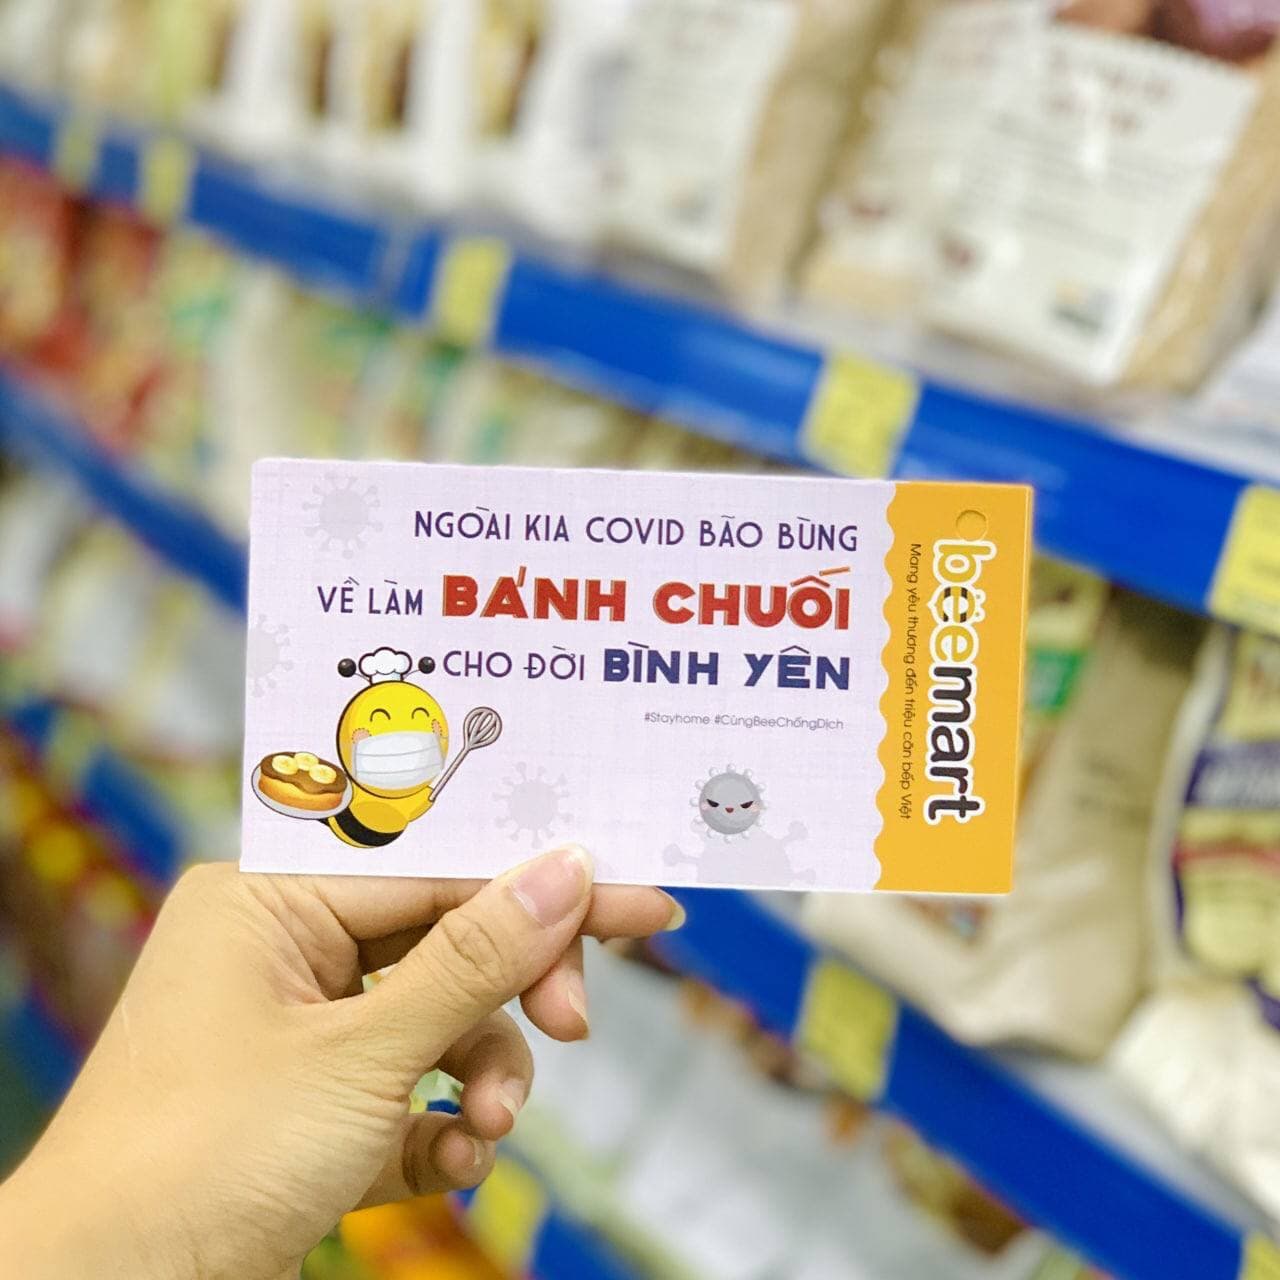 NGOÀI KIA COVID BÃO BÙNG
VỀ LÀM BÁNH CHUỐI
CHO ĐỜI BÌNH YÊN
#Stayhome #CùngBeeChốngDịch
beemart
Mang yêu thương đến triệu căn bếp Việt